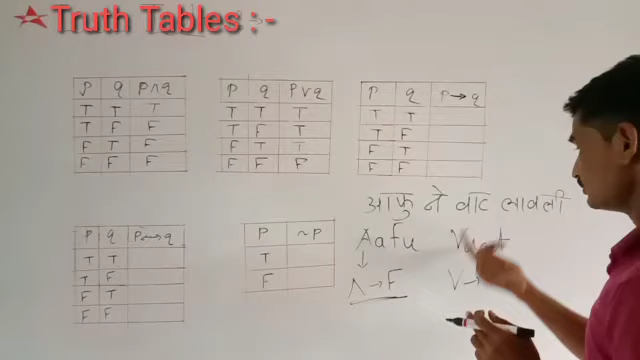 Truth Tables :-
P Q P∧Q
T T T
T F F
F T F
F F F
P Q P∨Q
T T T
T F T
F T T
F F F
P Q P→q
T T
T F
F T
F F
आफु ने वाट लावली
Aafu
↓
∧→F
V→
P Q P↔q
T T
T F
F T
F F
P ~P
T
F